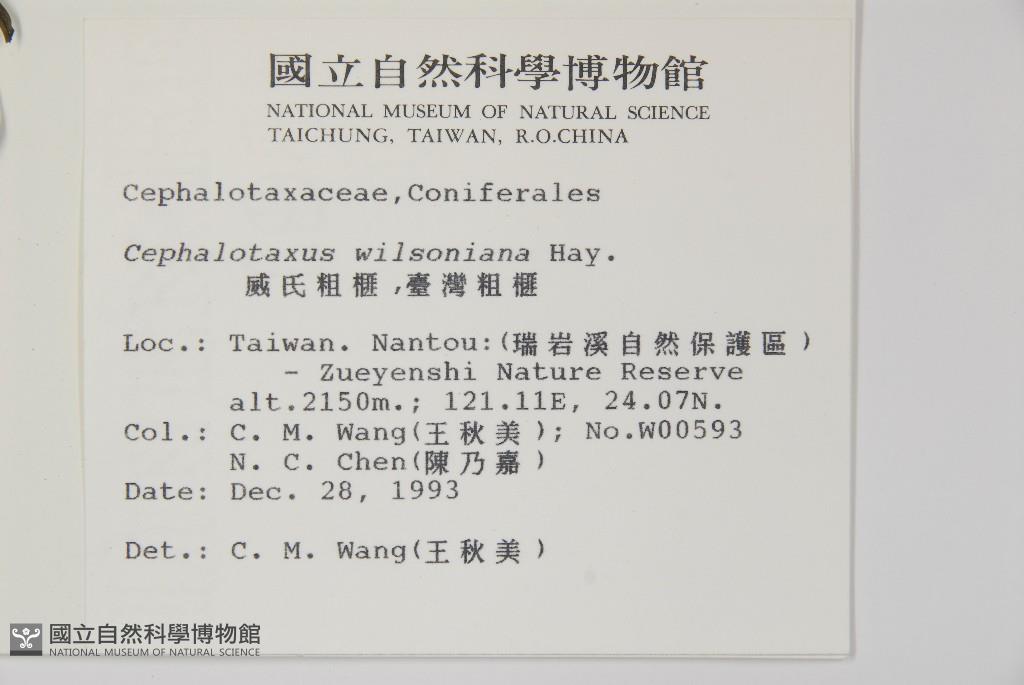 國立自然科學博物館
NATIONAL MUSEUM OF NATURAL SCIENCE
TAICHUNG, TAIWAN, R.O.CHINA
Cephalotaxaceae,Coniferales
Cephalotaxus wilsoniana Hay.
威氏粗榧,臺灣粗榧
Loc.: Taiwan. Nantou:(瑞岩溪自然保護區)
- Zueyenshi Nature Reserve
alt.2150m.; 121.11E, 24.07N.
Col.: C. M. Wang(王秋美); No.W00593
N. C. Chen(陳乃嘉)
Date: Dec. 28, 1993
Det.: C. M. Wang(王秋美)
國立自然科學博物館
NATIONAL MUSEUM OF NATURAL SCIENCE